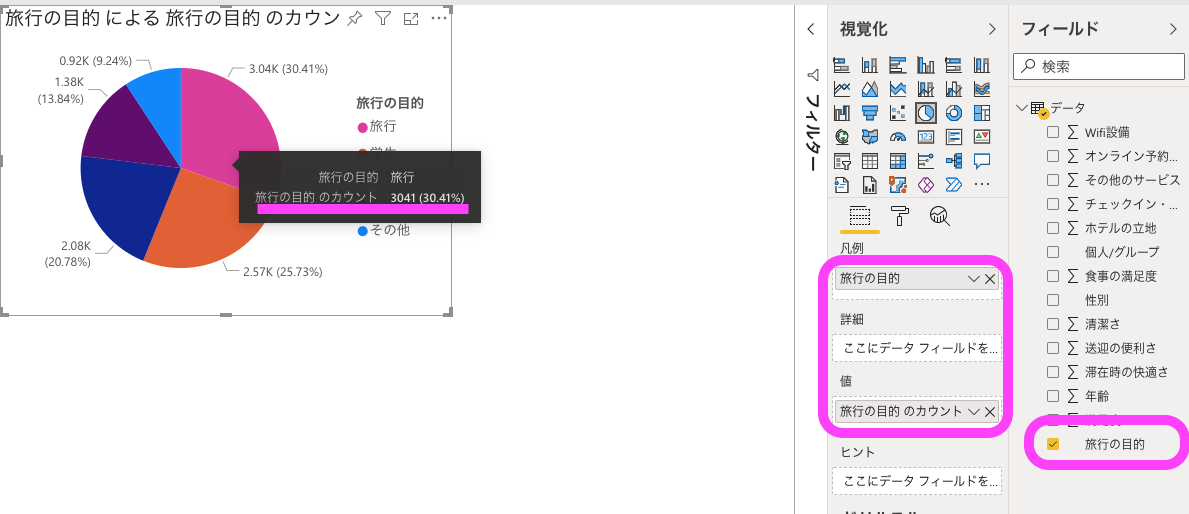 旅行の目的 による 旅行の目的 のカウン
0.92K (9.24%)
3.04K (30.41%)
1.38K
(13.84%)
旅行の目的
旅行
旅行の目的 旅行
旅行の目的 のカウント 3041 (30.41%)
その他
2.08K
(20.78%)
2.57K (25.73%)
フィルター
視覚化
凡例
旅行の目的
詳細
ここにデータ フィールドを...
値
旅行の目的 のカウント
ヒント
ここにデータ フィールドを...
フィールド
検索
データ
Wifi設備
オンライン予約...
その他のサービス
チェックイン・...
ホテルの立地
個人/グループ
食事の満足度
性別
清潔さ
送迎の便利さ
滞在時の快適さ
年齢
旅行の目的